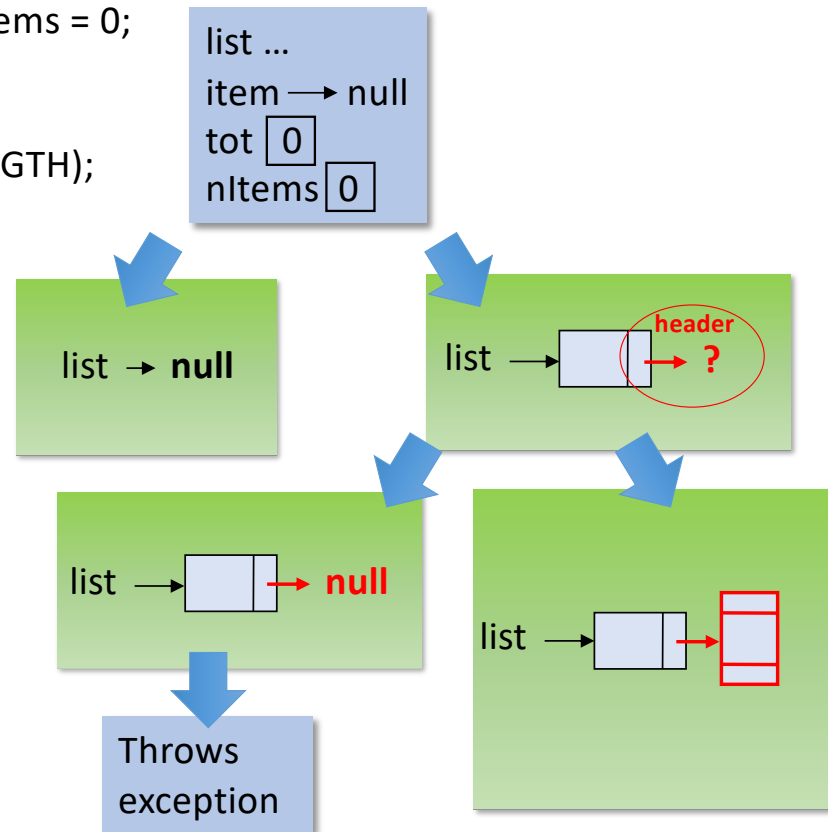 ems = 0;
GTH);
list ...
item → null
tot 0
nItems 0
list → null
list → header → ?
list → → null
list → →
Throws
exception